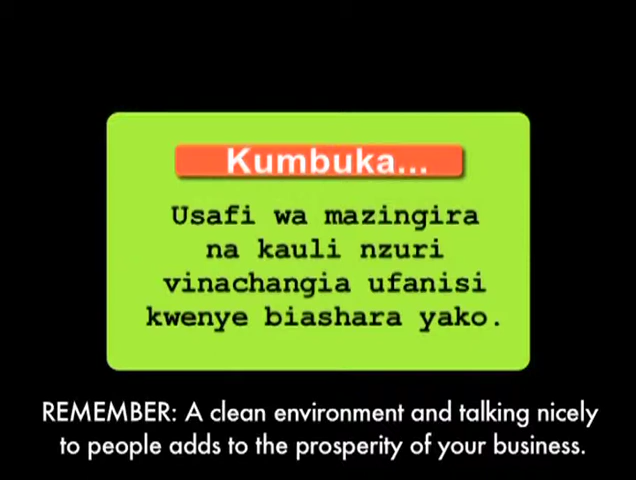 Kumbuka...
Usafi wa mazingira
na kauli nzuri
vinachangia ufanisi
kwenye biashara yako.
REMEMBER: A clean environment and talking nicely
to people adds to the prosperity of your business.